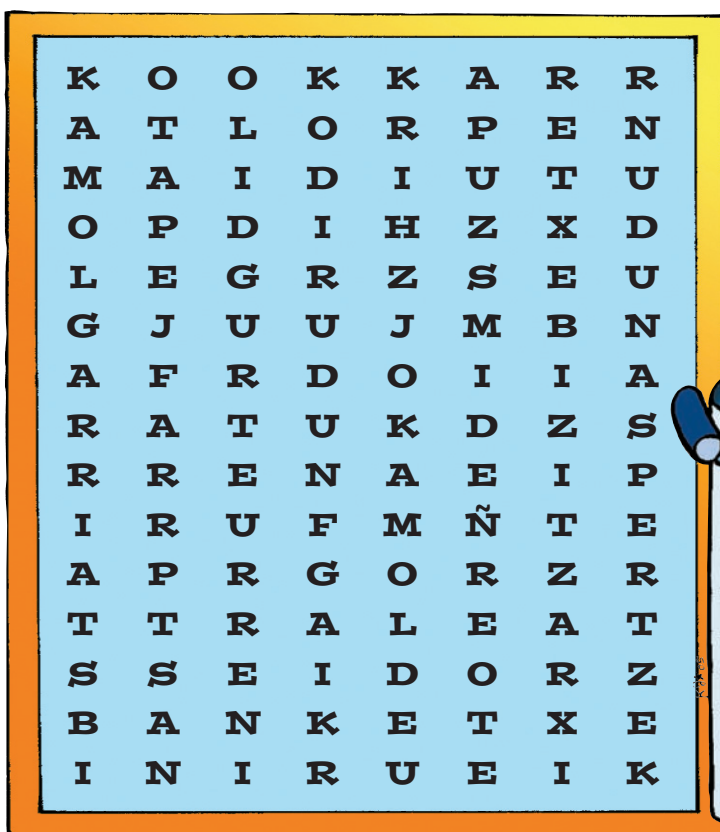 K O O K K A R R
A T L O R P E N
M A I D I U T U
O P D I H Z X D
L E G R Z S E U
G J U U J M B N
A F R D O I I A
R A T U K D Z S
R R E N A E I P
I R U F M Ñ T E
A P R G O R Z R
T T R A L E A T
S S E I D O R Z
B A N K E T X E
I N I R U E I K